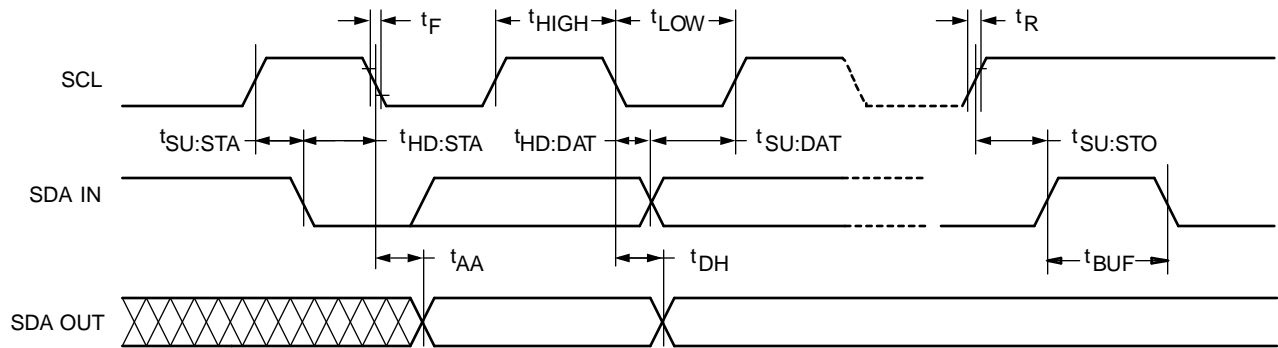 tF
tHIGH
tLOW
tR
SCL
tSU:STA
tHD:STA
tHD:DAT
tSU:DAT
tSU:STO
SDA IN
tAA
tDH
tBUF
SDA OUT